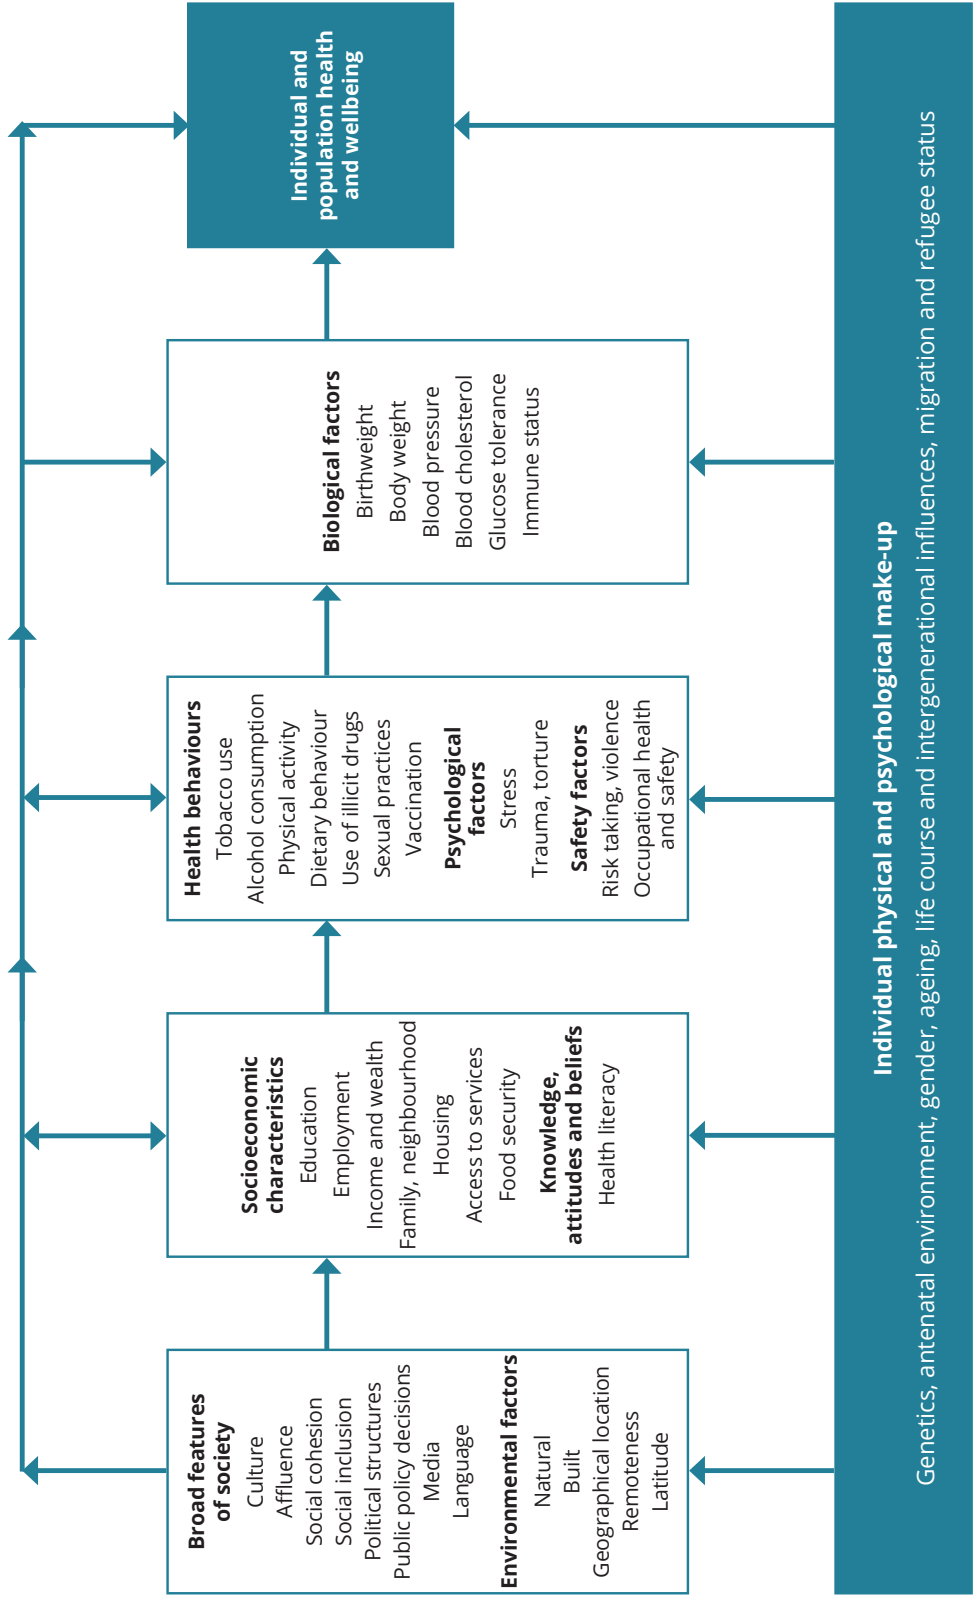 Broad features
of society
Culture
Affluence
Social cohesion
Social inclusion
Political structures
Public policy decisions
Media
Language
Environmental factors
Natural
Built
Geographical location
Remoteness
Latitude
Socioeconomic
characteristics
Education
Employment
Income and wealth
Family, neighbourhood
Housing
Access to services
Food security
Knowledge,
attitudes and beliefs
Health literacy
Health behaviours
Tobacco use
Alcohol consumption
Physical activity
Dietary behaviour
Use of illicit drugs
Sexual practices
Vaccination
Psychological
factors
Stress
Trauma, torture
Safety factors
Risk taking, violence
Occupational health
and safety
Biological factors
Birthweight
Body weight
Blood pressure
Blood cholesterol
Glucose tolerance
Immune status
Individual and
population health
and wellbeing
Individual physical and psychological make-up
Genetics, antenatal environment, gender, ageing, life course and intergenerational influences, migration and refugee status